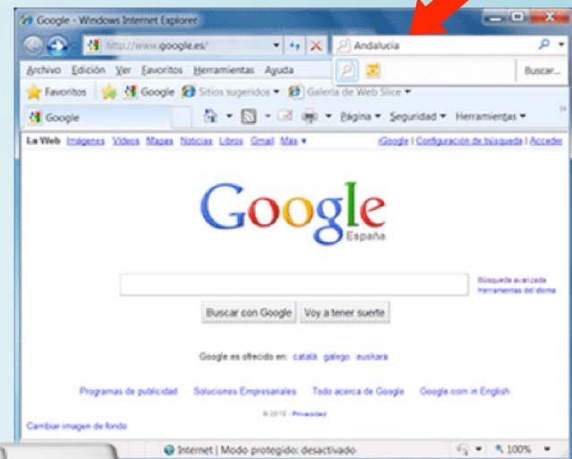 Google - Windows Internet Explorer
http://www.google.es/ Andalucia
Archivo Edición Ver Favoritos Herramientas Ayuda Buscar...
Favoritos Google Sitios sugeridos Galería de Web Slice
Google Página Seguridad Herramientas
La Web Imágenes Vídeos Mapas Noticias Libros Gmail Más iGoogle | Configuración de búsqueda | Acceder
Google
España
Búsqueda avanzada
Herramientas del idioma
Buscar con Google Voy a tener suerte
Google es ofrecido en: català galego euskara
Programas de publicidad Soluciones Empresariales Todo acerca de Google Google.com in English
© 2010 - Privacidad
Cambiar imagen de fondo
Internet | Modo protegido: desactivado 100%